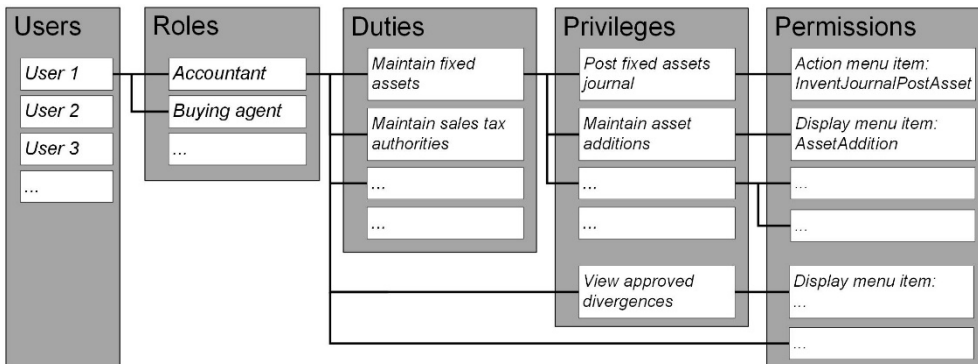 Users
User 1
User 2
User 3
...
Roles
Accountant
Buying agent
...
Duties
Maintain fixed
assets
Maintain sales tax
authorities
...
...
Privileges
Post fixed assets
journal
Maintain asset
additions
...
...
View approved
divergences
Permissions
Action menu item:
InventJournalPostAsset
Display menu item:
AssetAddition
...
...
Display menu item:
...
...